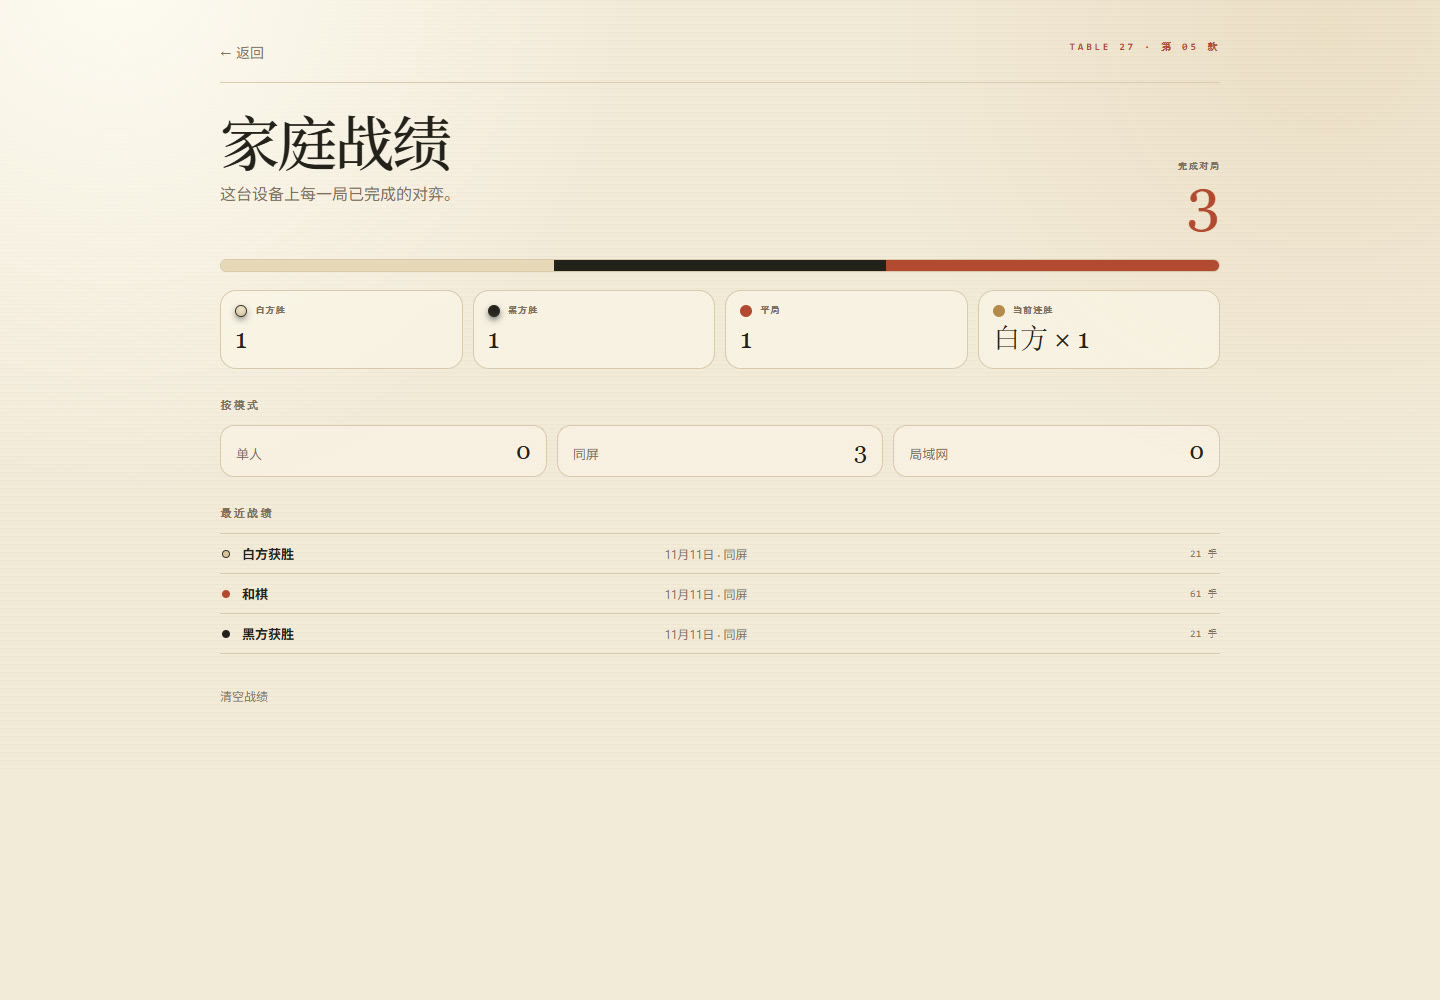 ← 返回
TABLE 27 · 第 05 款
家庭战绩
这台设备上每一局已完成的对弈。
完成对局
3
白方胜
1
黑方胜
1
平局
1
当前连胜
白方 × 1
按模式
单人 0
同屏 3
局域网 0
最近战绩
白方获胜 11月11日 · 同屏 21 手
和棋 11月11日 · 同屏 61 手
黑方获胜 11月11日 · 同屏 21 手
清空战绩